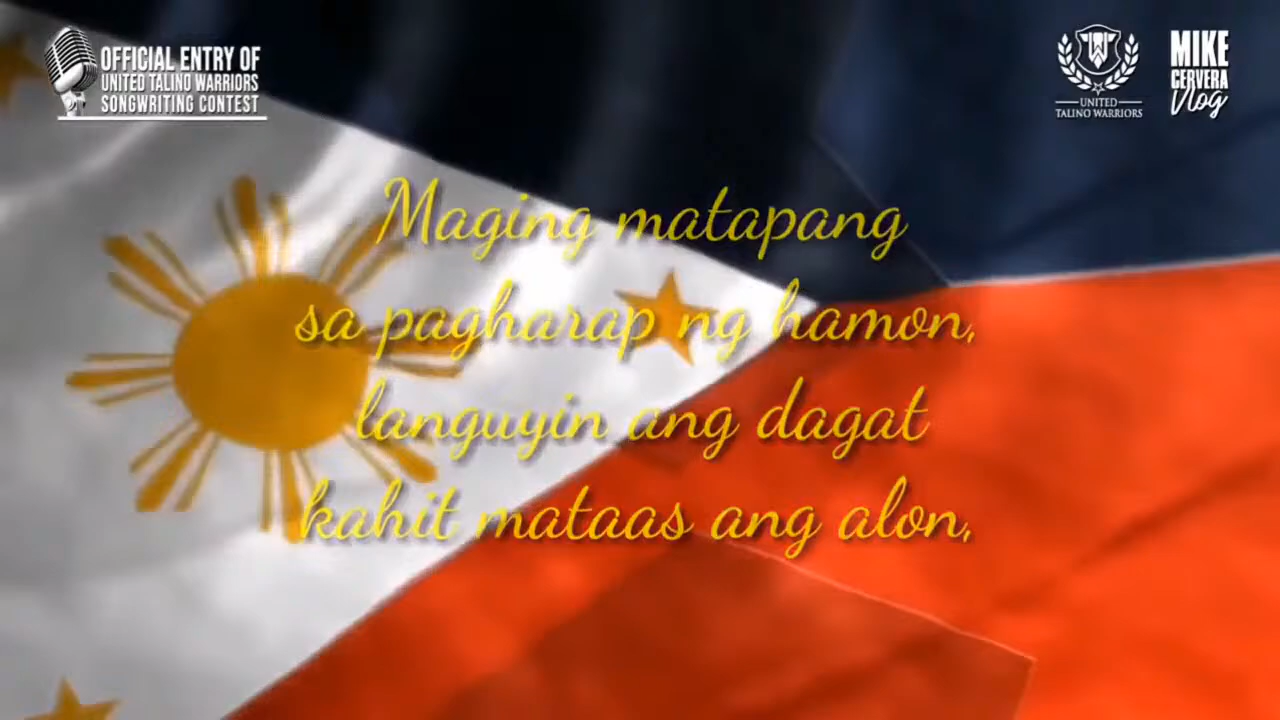 OFFICIAL ENTRY OF
UNITED TALINO WARRIORS
SONGWRITING CONTEST
UNITED
TALINO WARRIORS
MIKE
CERVERA
Vlog
Maging matapang
sa pagharap ng hamon,
languyin ang dagat
kahit mataas ang alon,